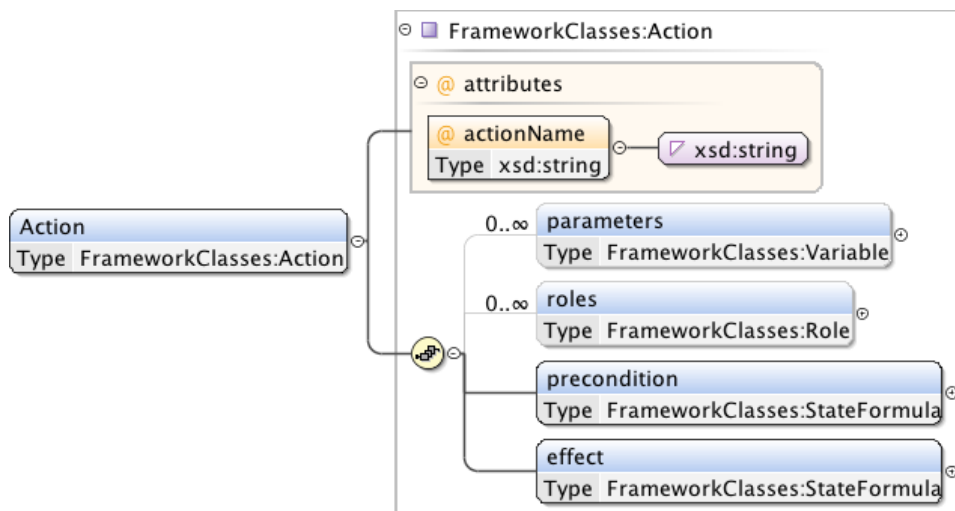 FrameworkClasses:Action
@ attributes
@ actionName
Type xsd:string
xsd:string
Action
Type FrameworkClasses:Action
0..∞
parameters
Type FrameworkClasses:Variable
0..∞
roles
Type FrameworkClasses:Role
precondition
Type FrameworkClasses:StateFormula
effect
Type FrameworkClasses:StateFormula